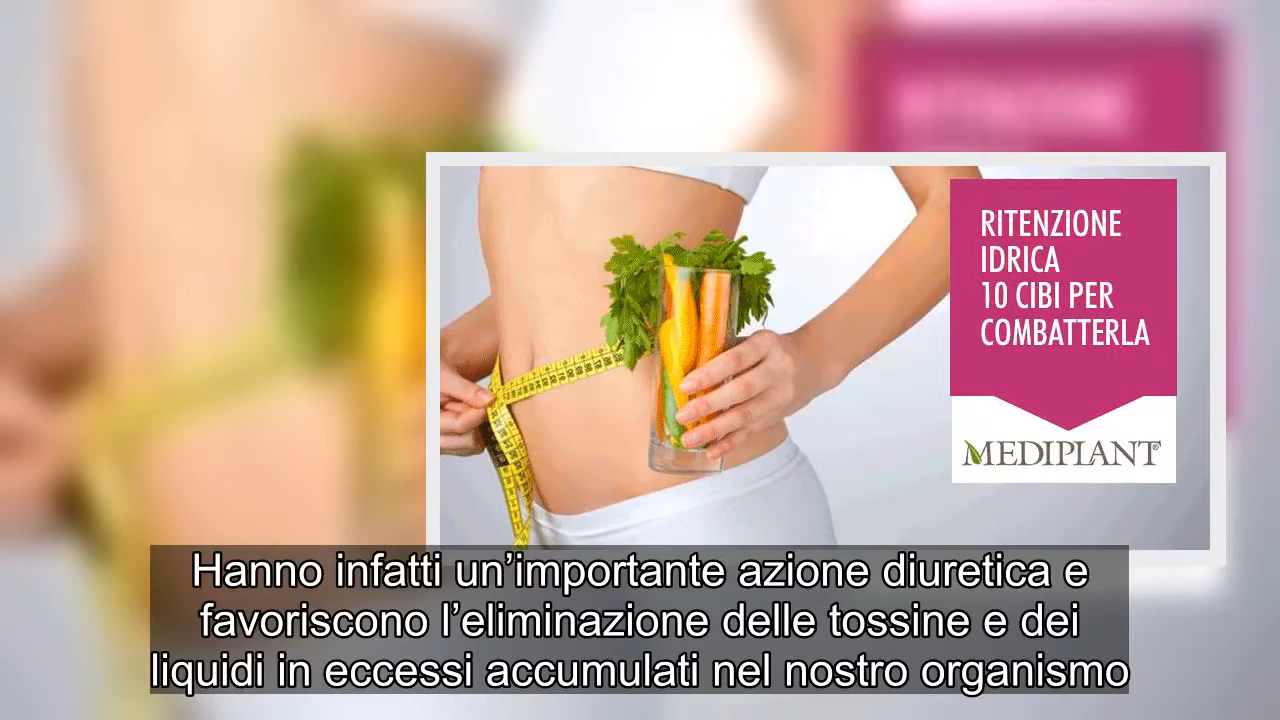 RITENZIONE
IDRICA
10 CIBI PER
COMBATTERLA
MEDIPLANT®
Hanno infatti un’importante azione diuretica e
favoriscono l’eliminazione delle tossine e dei
liquidi in eccessi accumulati nel nostro organismo